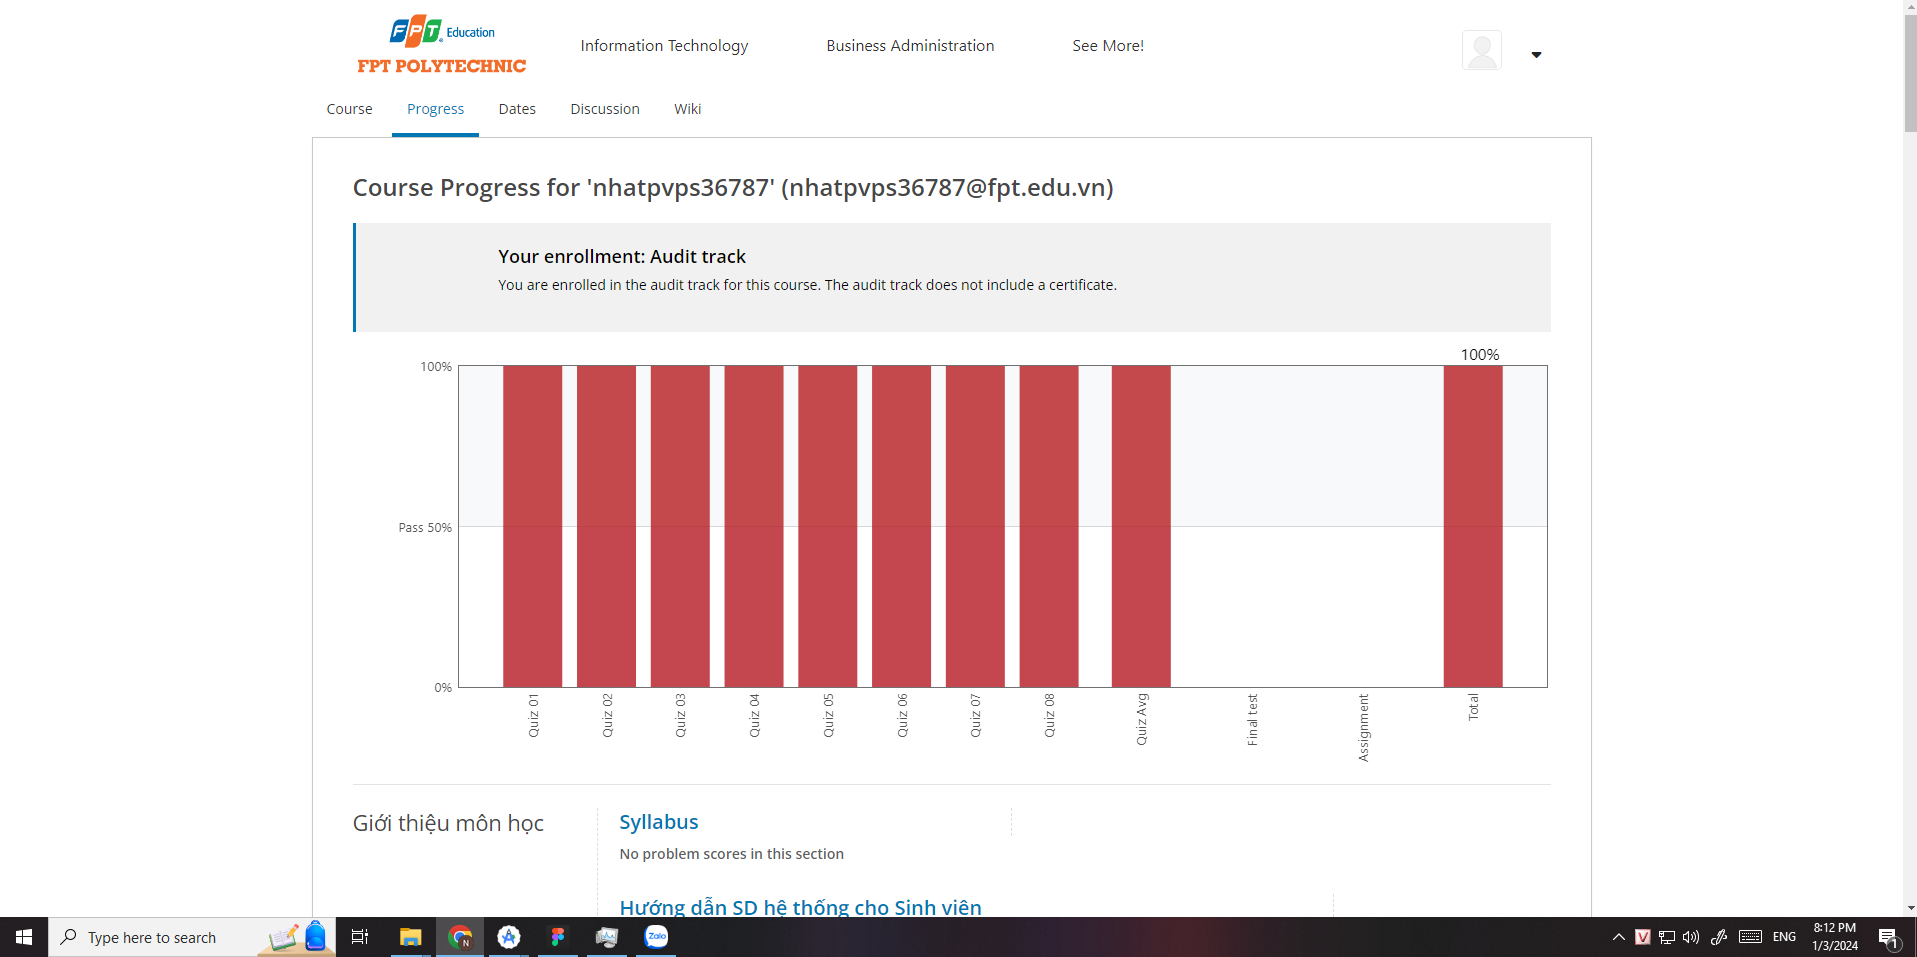 FPT Education
FPT POLYTECHNIC
Information Technology
Business Administration
See More!
Course
Progress
Dates
Discussion
Wiki
Course Progress for 'nhatpvps36787' (nhatpvps36787@fpt.edu.vn)
Your enrollment: Audit track
You are enrolled in the audit track for this course. The audit track does not include a certificate.
100%
100%
Pass 50%
0%
Quiz 01
Quiz 02
Quiz 03
Quiz 04
Quiz 05
Quiz 06
Quiz 07
Quiz 08
Quiz Avg
Final test
Assignment
Total
Giới thiệu môn học
Syllabus
No problem scores in this section
Hướng dẫn SD hệ thống cho Sinh viên
Type here to search
N
Zalo
V
ENG
8:12 PM
1/3/2024
1